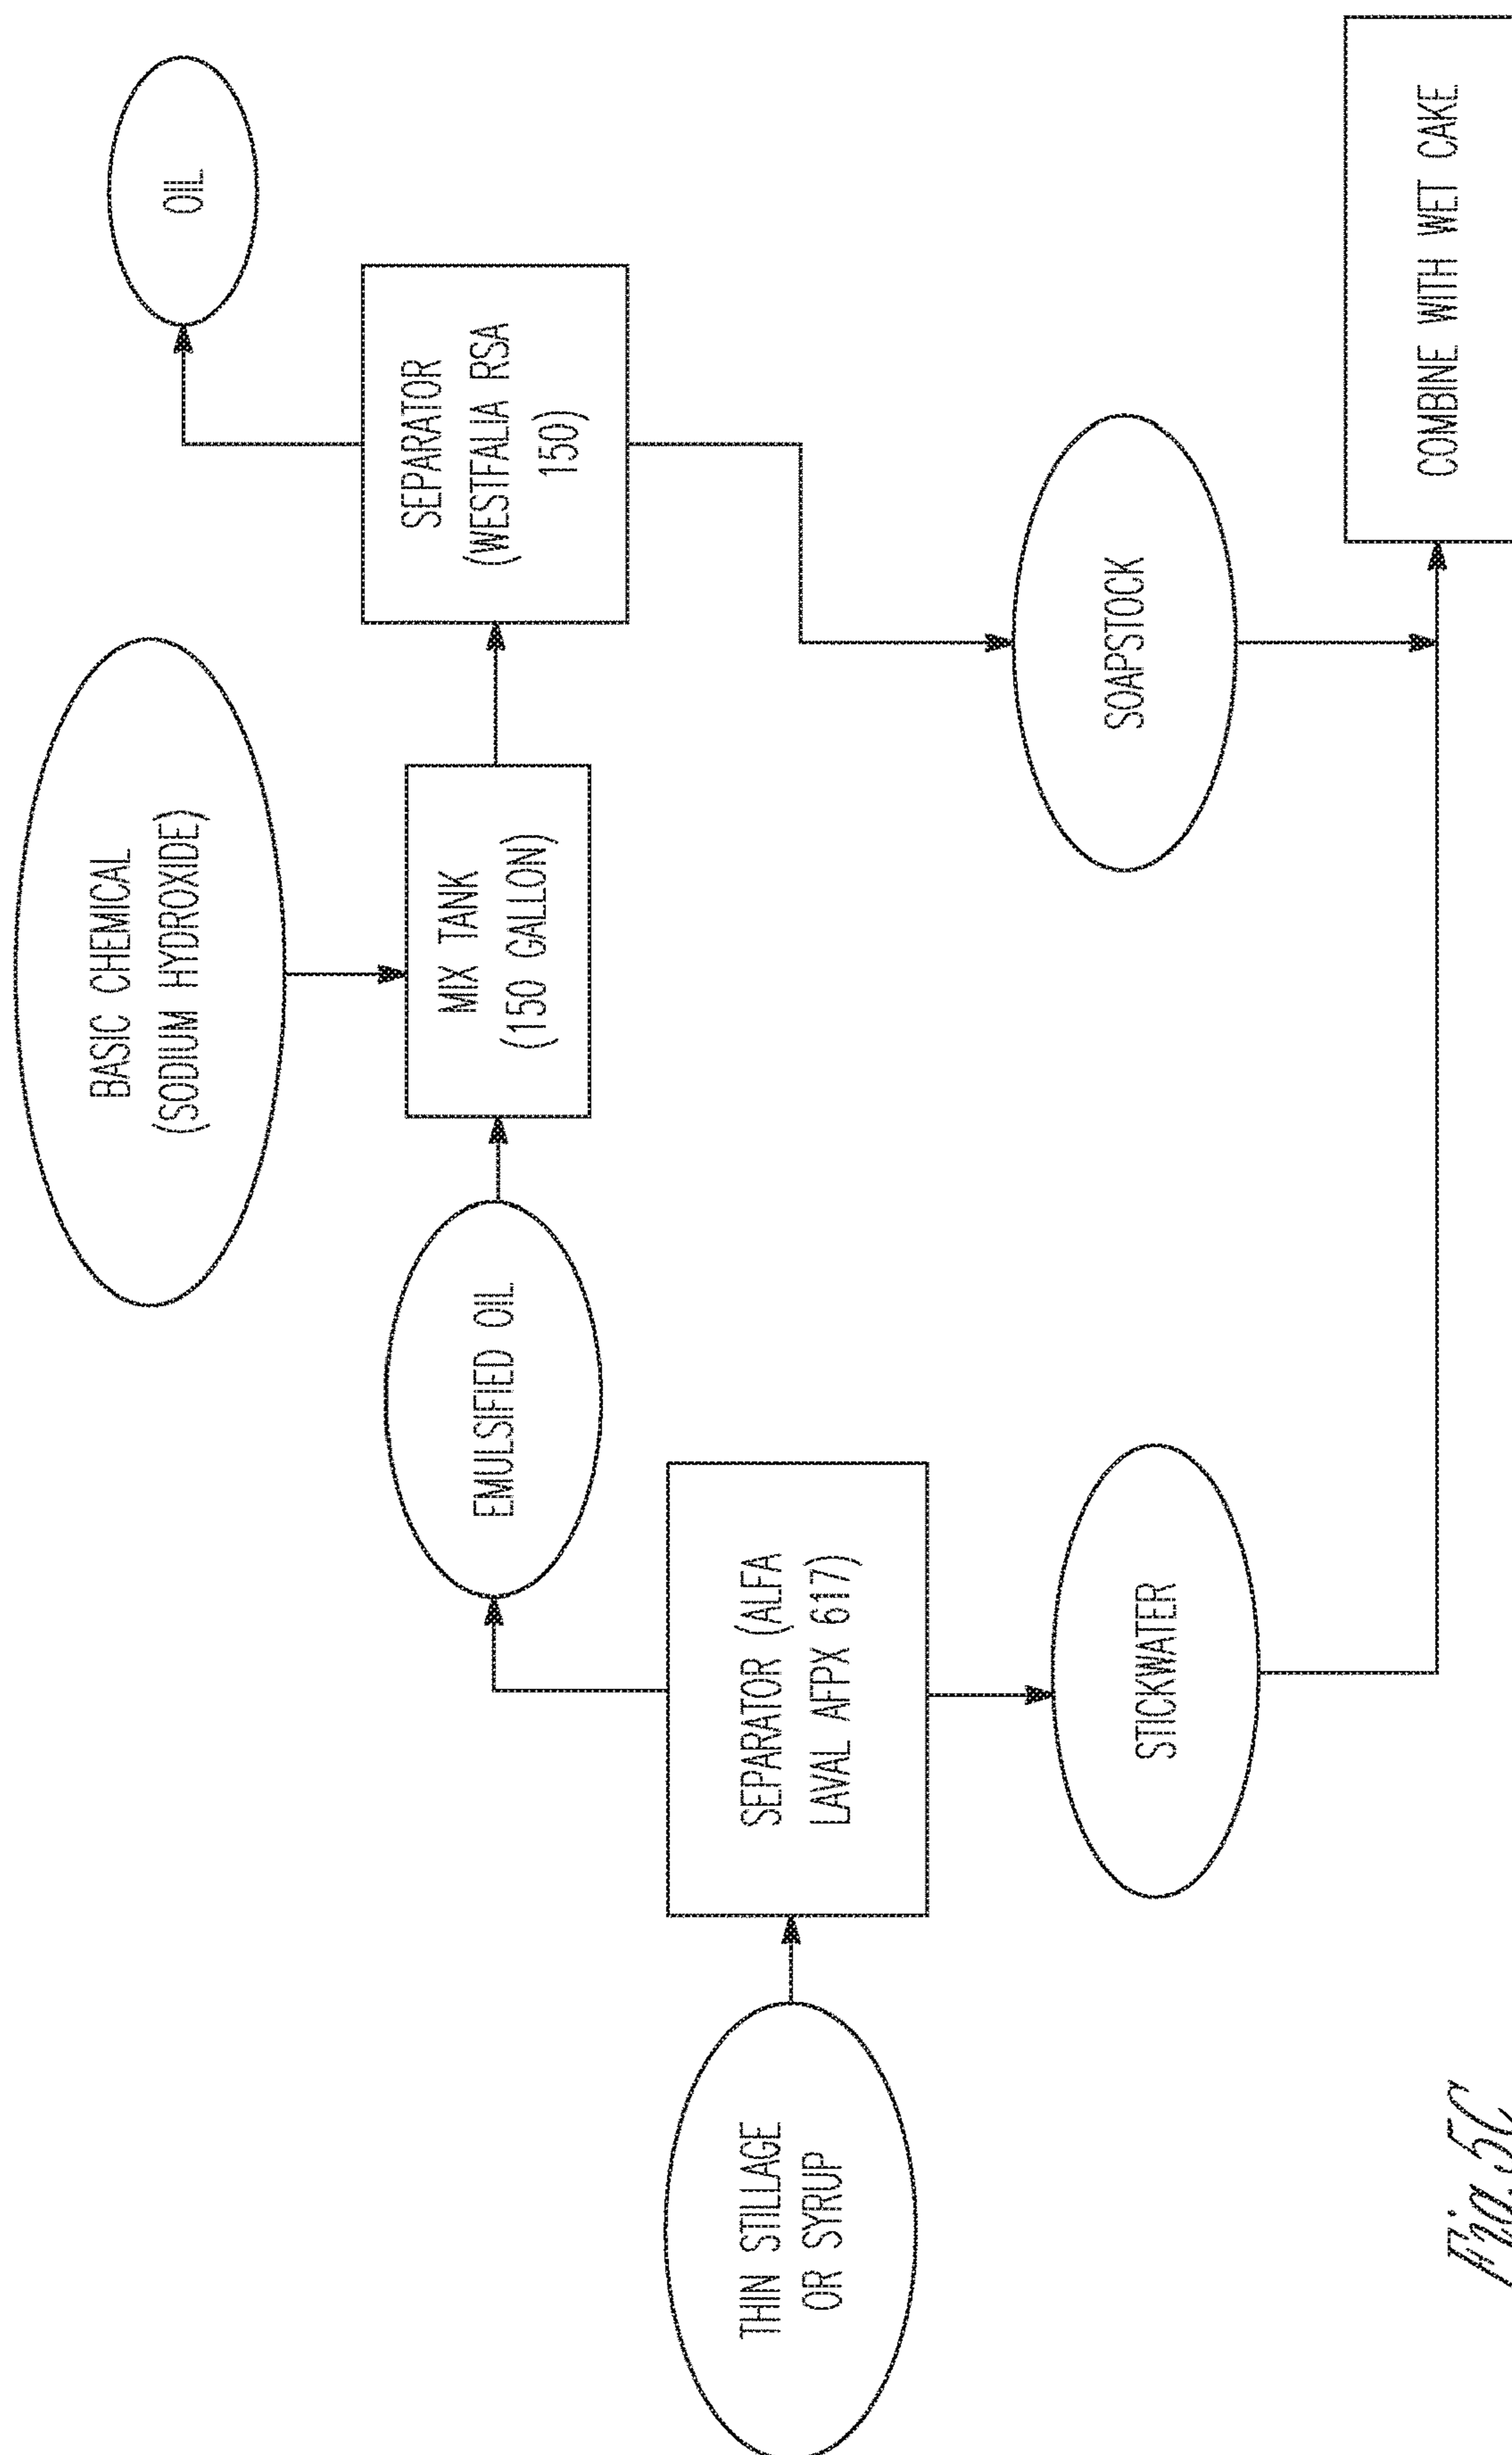 BASIC CHEMICAL
(SODIUM HYDROXIDE)
OIL
EMULSIFIED OIL
MIX TANK
(150 GALLON)
SEPARATOR
(WESTFALIA RSA
150)
THIN STILLAGE
OR SYRUP
SEPARATOR (ALFA
LAVAL AFPX 617)
STICKWATER
SOAPSTOCK
COMBINE WITH WET CAKE
Fig.5C